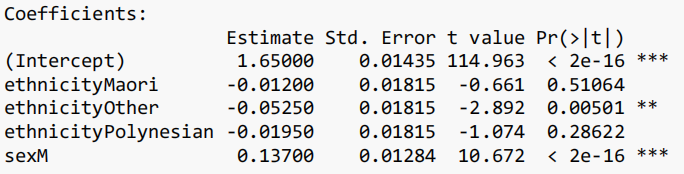 Coefficients:
Estimate Std. Error t value Pr(>|t|)
(Intercept) 1.65000 0.01435 114.963 < 2e-16 ***
ethnicityMaori -0.01200 0.01815 -0.661 0.51064
ethnicityOther -0.05250 0.01815 -2.892 0.00501 **
ethnicityPolynesian -0.01950 0.01815 -1.074 0.28622
sexM 0.13700 0.01284 10.672 < 2e-16 ***